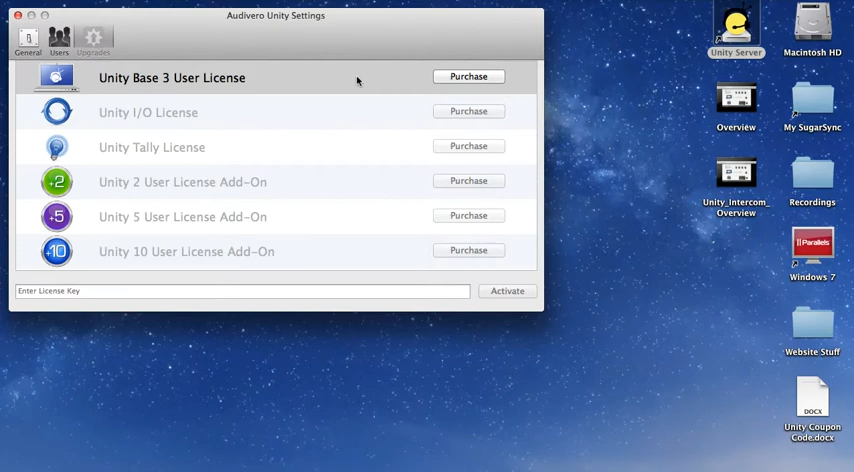 Audivero Unity Settings
General Users Upgrades
Unity Base 3 User License Purchase
Unity I/O License Purchase
Unity Tally License Purchase
+2 Unity 2 User License Add-On Purchase
+5 Unity 5 User License Add-On Purchase
+10 Unity 10 User License Add-On Purchase
Enter License Key Activate
Unity Server
Macintosh HD
Overview
My SugarSync
Unity_Intercom_
Overview
Recordings
|| Parallels
Windows 7
Website Stuff
DOCX
Unity Coupon
Code.docx